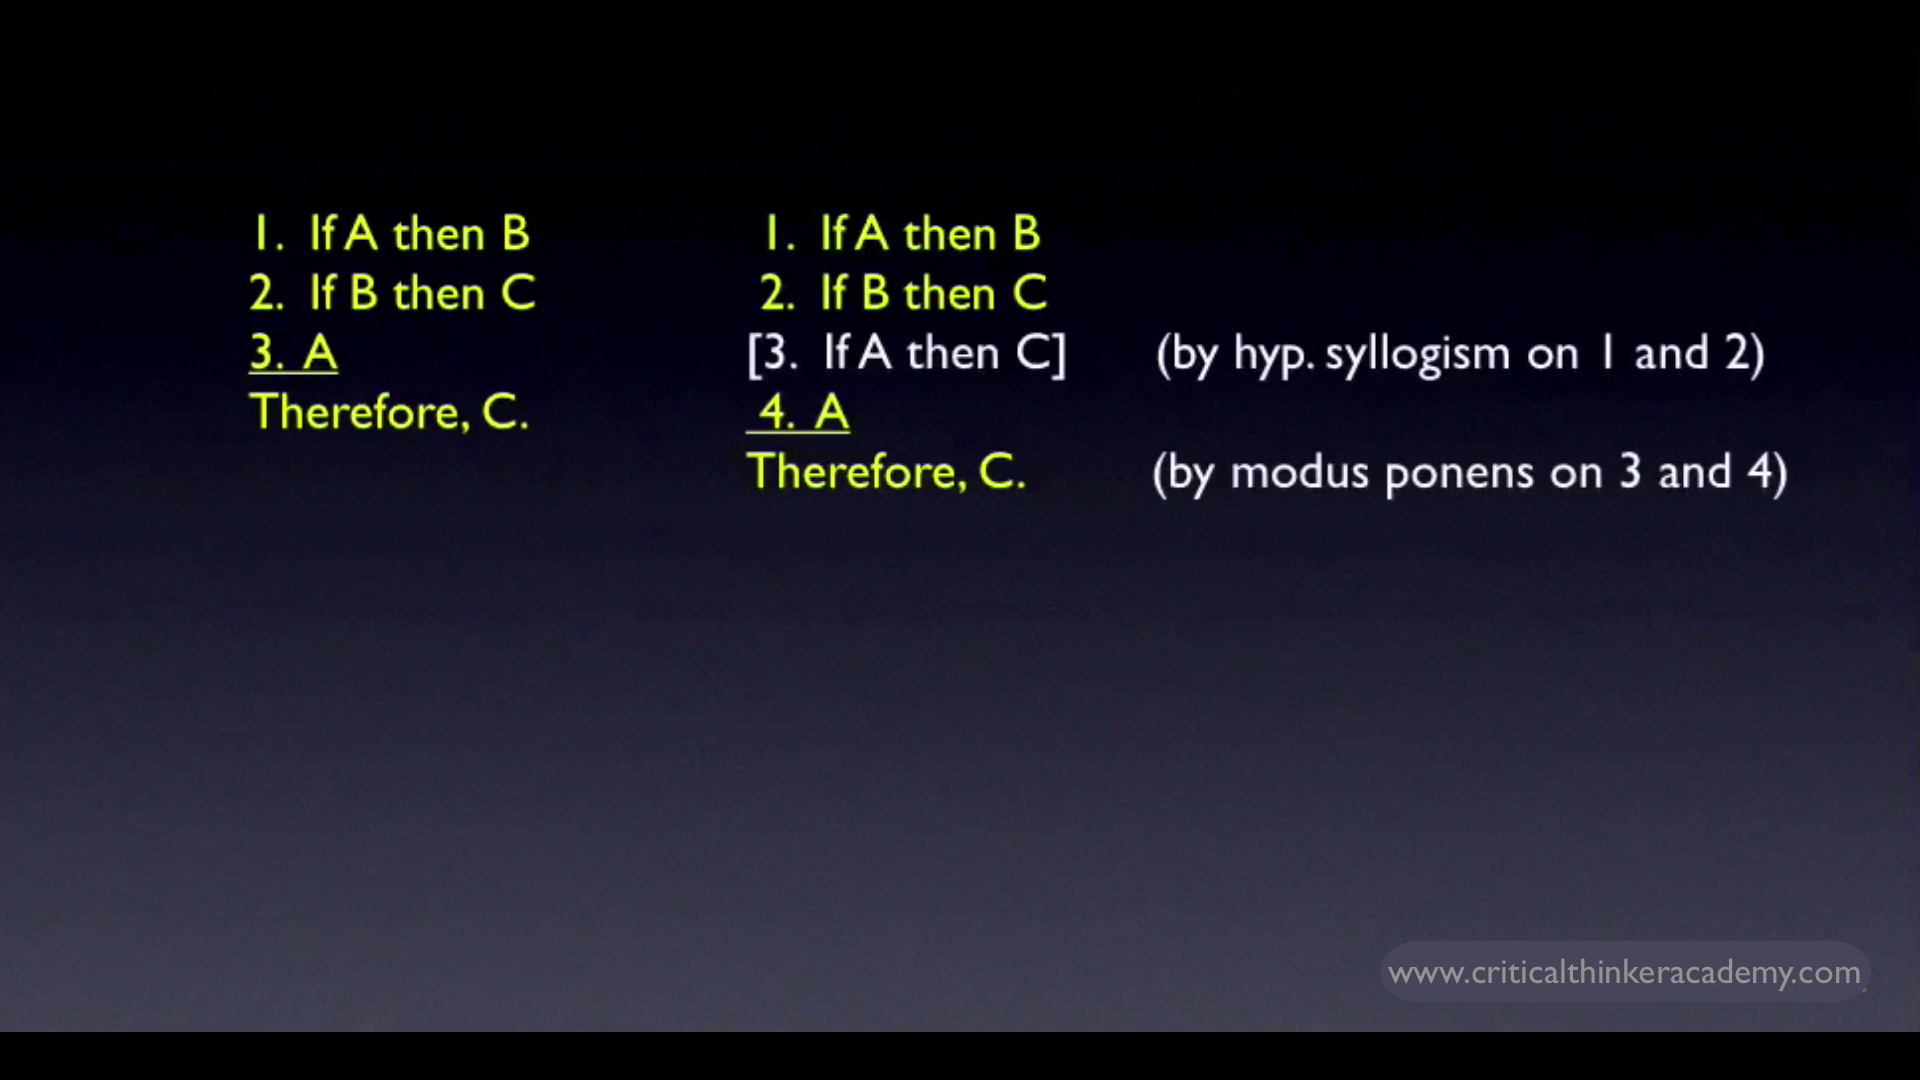 1. If A then B
2. If B then C
3. A
Therefore, C.
1. If A then B
2. If B then C
[3. If A then C] (by hyp. syllogism on 1 and 2)
4. A
Therefore, C. (by modus ponens on 3 and 4)
www.criticalthinkeracademy.com